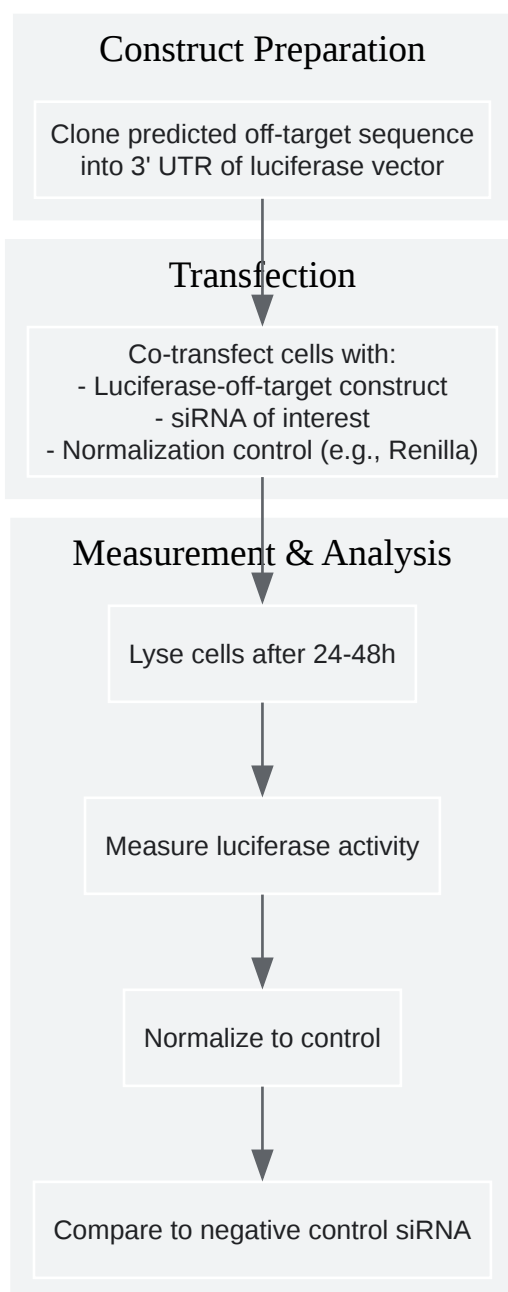 Construct Preparation
Clone predicted off-target sequence
into 3' UTR of luciferase vector
Transfection
Co-transfect cells with:
- Luciferase-off-target construct
- siRNA of interest
- Normalization control (e.g., Renilla)
Measurement & Analysis
Lyse cells after 24-48h
Measure luciferase activity
Normalize to control
Compare to negative control siRNA